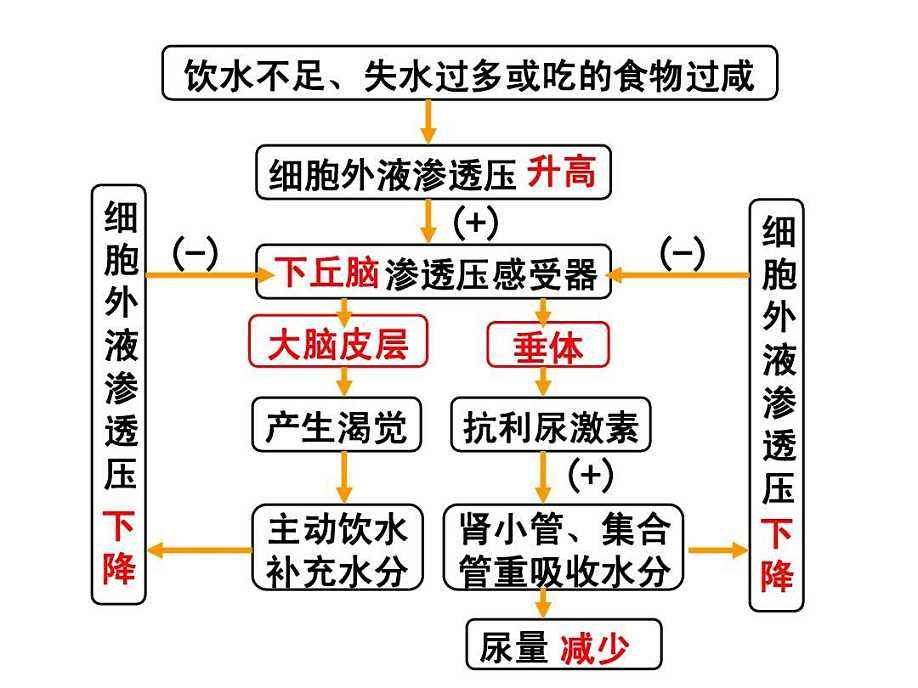 饮水不足、失水过多或吃的食物过咸
细胞外液渗透压 升高
(+)
细胞外液渗透压 下降
(-)
下丘脑 渗透压感受器
(-)
细胞外液渗透压 下降
大脑皮层
垂体
产生渴觉
抗利尿激素
(+)
主动饮水
补充水分
肾小管、集合
管重吸收水分
尿量 减少